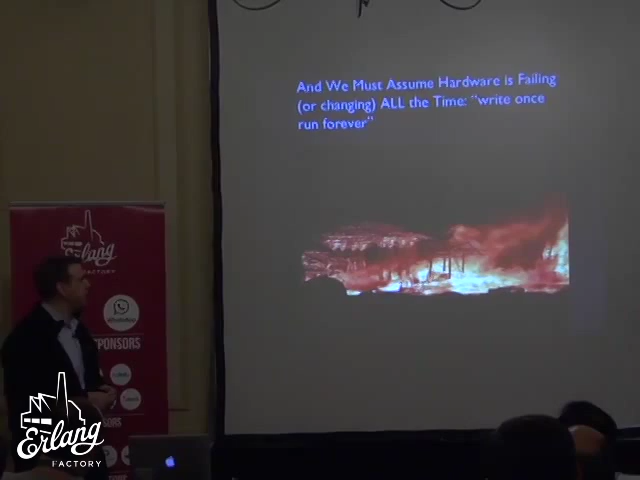 And We Must Assume Hardware is Failing
(or changing) ALL the Time: "write once
run forever"
Erlang
FACTORY
SPONSORS
Erlang
FACTORY